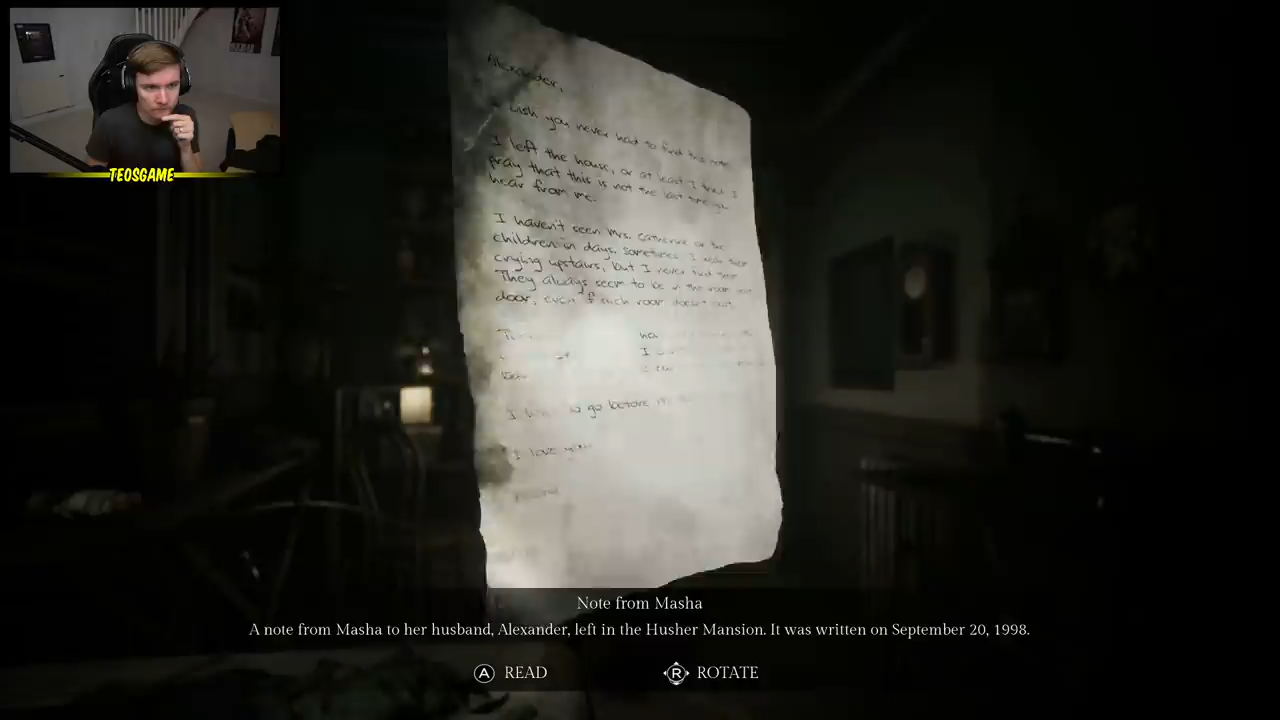 TEOSGAME
Alexander,
wish you never had to find this note
I left the house, or at least I tried. I
pray that this is not the last time you
hear from me.
I haven't seen Mrs. Catherine or the
children in days. sometimes I hear them
crying upstairs, but I never find them
They always seem to be in the room next
door, even if such room doesn't exist
I to go before
I love you
Note from Masha
A note from Masha to her husband, Alexander, left in the Husher Mansion. It was written on September 20, 1998.
A READ
R ROTATE